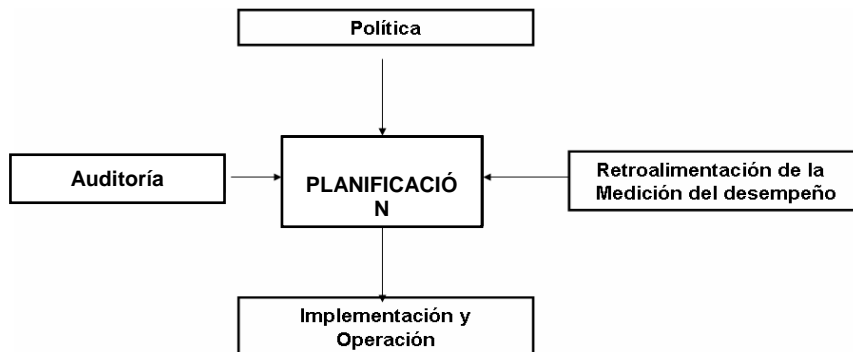 Política
Auditoría
PLANIFICACIÓ
N
Retroalimentación de la
Medición del desempeño
Implementación y
Operación